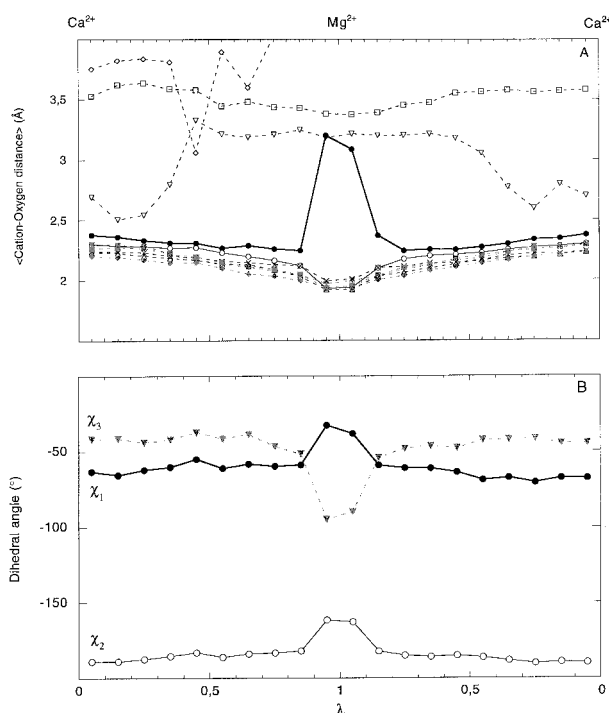 Ca2+ Mg2+ Ca2+
A
<Cation-Oxygen distance> (Å)
3,5
3
2,5
2
B
Dihedral angle (°)
χ3
-50
χ1
-100
-150
χ2
0 0,5 1 0,5 0
λ